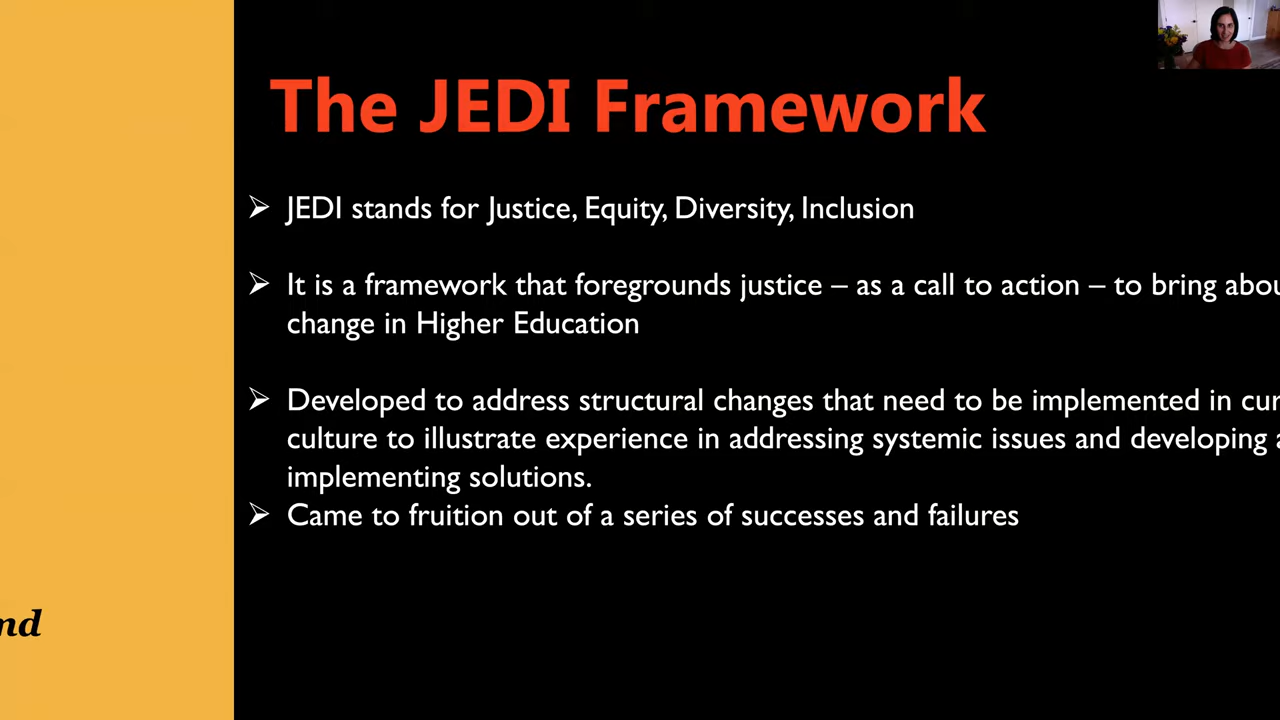 The JEDI Framework
➢ JEDI stands for Justice, Equity, Diversity, Inclusion
➢ It is a framework that foregrounds justice – as a call to action – to bring
change in Higher Education
➢ Developed to address structural changes that need to be implemented in
culture to illustrate experience in addressing systemic issues and developing
implementing solutions.
➢ Came to fruition out of a series of successes and failures